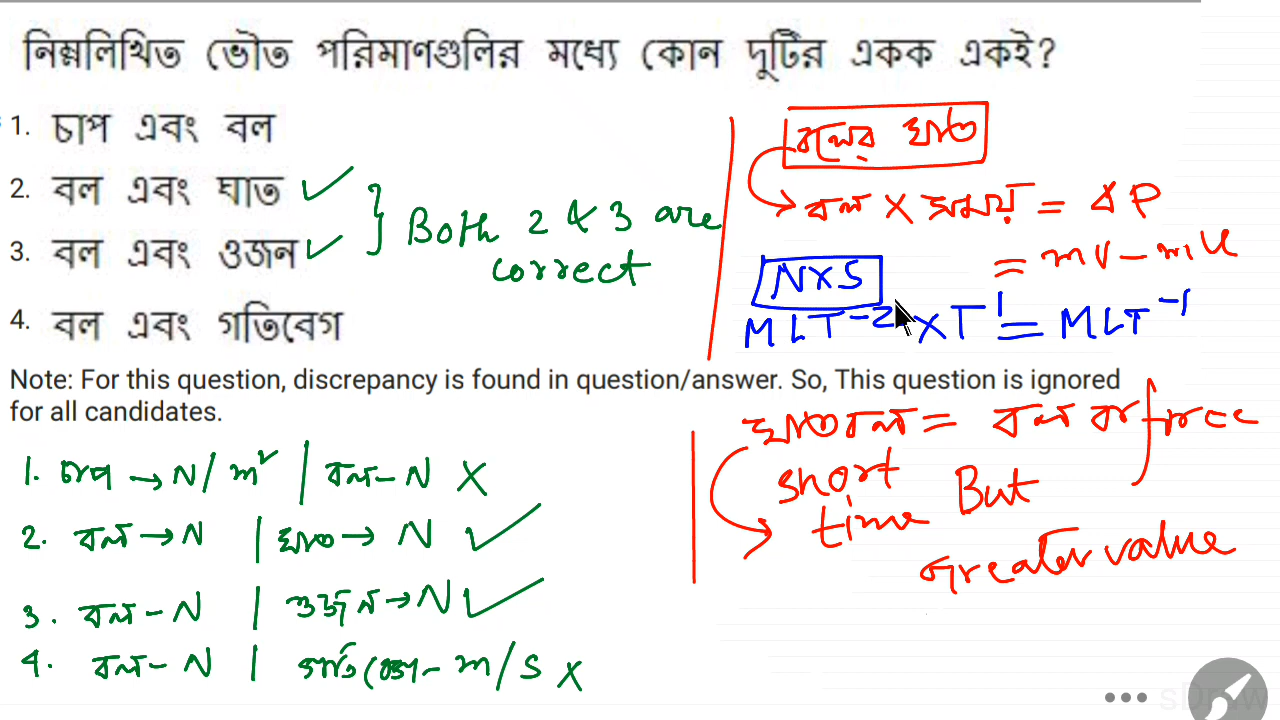 নিম্নলিখিত ভৌত পরিমাণগুলির মধ্যে কোন দুটির একক একই?
1. চাপ এবং বল
2. বল এবং ঘাত ✓
3. বল এবং ওজন ✓
Both 2 & 3 are
correct
4. বল এবং গতিবেগ
বলের ঘাত
বল × সময় = ΔP
= mv - mu
N×S
MLT⁻² × T¹ = MLT⁻¹
Note: For this question, discrepancy is found in question/answer. So, This question is ignored
for all candidates.
1. চাপ → N/m² | বল - N ×
2. বল → N | ঘাত → N ✓
3. বল - N | ওজন → N ✓
4. বল - N | গতিবেগ - m/s ×
ঘাতবল = বল or force
short
time But
greater value